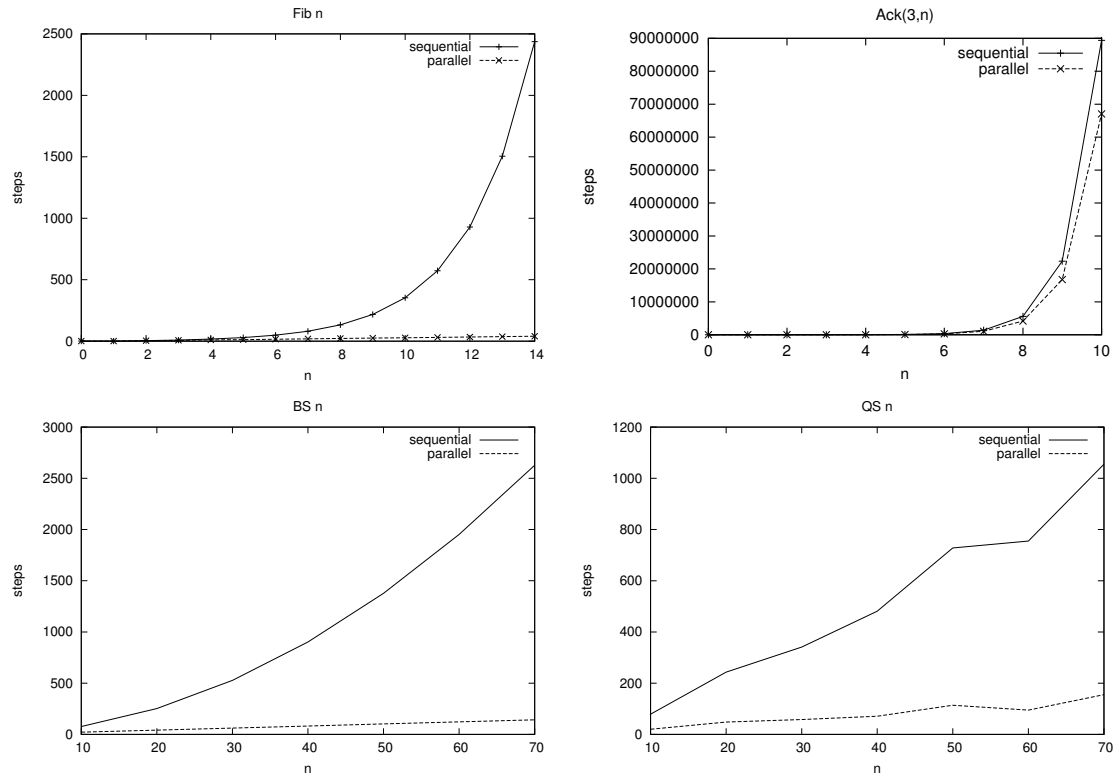 Fib n
2500
2000
1500
1000
500
0
steps
sequential
parallel
0 2 4 6 8 10 12 14
n
Ack(3,n)
90000000
80000000
70000000
60000000
50000000
40000000
30000000
20000000
10000000
0
steps
sequential
parallel
0 2 4 6 8 10
n
BS n
3000
2500
2000
1500
1000
500
0
steps
sequential
parallel
10 20 30 40 50 60 70
n
QS n
1200
1000
800
600
400
200
0
steps
sequential
parallel
10 20 30 40 50 60 70
n